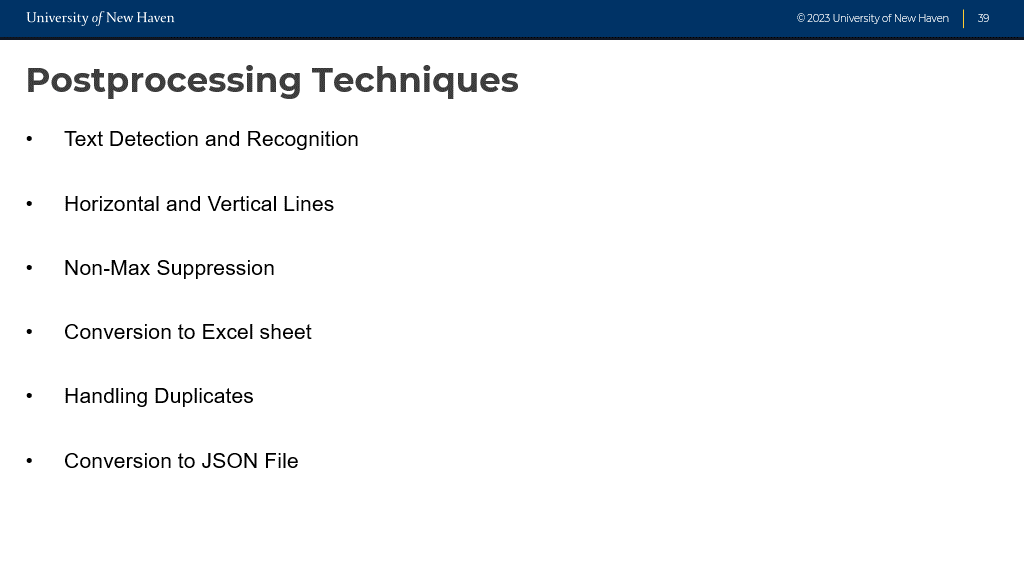 University of New Haven
© 2023 University of New Haven
39
Postprocessing Techniques
• Text Detection and Recognition
• Horizontal and Vertical Lines
• Non-Max Suppression
• Conversion to Excel sheet
• Handling Duplicates
• Conversion to JSON File